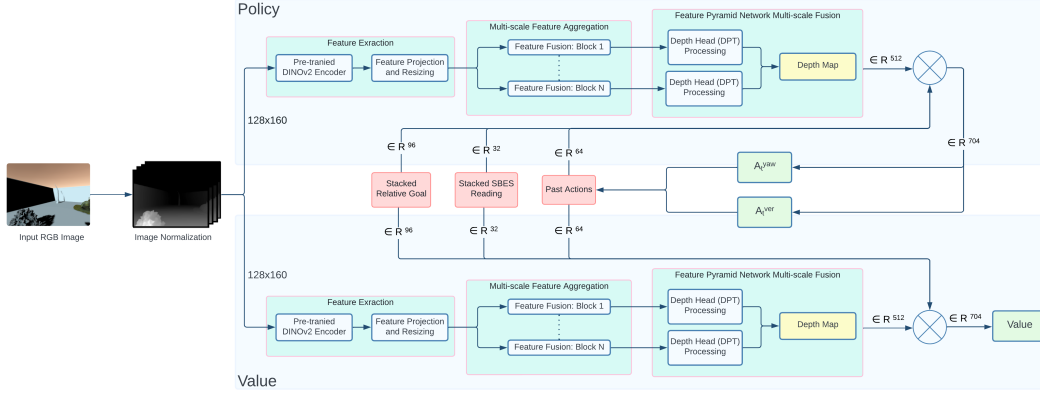 Policy
Feature Exraction
Pre-tranied
DINOv2 Encoder
Feature Projection
and Resizing
Multi-scale Feature Aggregation
Feature Fusion: Block 1
Feature Fusion: Block N
Feature Pyramid Network Multi-scale Fusion
Depth Head (DPT)
Processing
Depth Head (DPT)
Processing
Depth Map
∈ R 512
128x160
∈ R 96
∈ R 32
∈ R 64
∈ R 704
Input RGB Image
Image Normalization
Stacked
Relative Goal
Stacked SBES
Reading
Past Actions
Atyaw
Atver
∈ R 96
∈ R 32
∈ R 64
128x160
Feature Exraction
Pre-tranied
DINOv2 Encoder
Feature Projection
and Resizing
Multi-scale Feature Aggregation
Feature Fusion: Block 1
Feature Fusion: Block N
Feature Pyramid Network Multi-scale Fusion
Depth Head (DPT)
Processing
Depth Head (DPT)
Processing
Depth Map
∈ R 512
∈ R 704
Value
Value